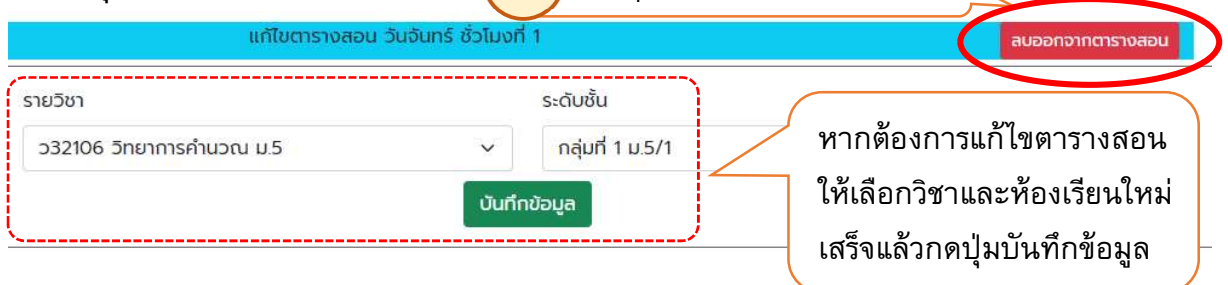 แก้ไขตารางสอน วันจันทร์ ชั่วโมงที่ 1
ลบออกจากตารางสอน
รายวิชา
ระดับชั้น
ว32106 วิทยาการคำนวณ ม.5
กลุ่มที่ 1 ม.5/1
บันทึกข้อมูล
หากต้องการแก้ไขตารางสอน
ให้เลือกวิชาและห้องเรียนใหม่
เสร็จแล้วกดปุ่มบันทึกข้อมูล